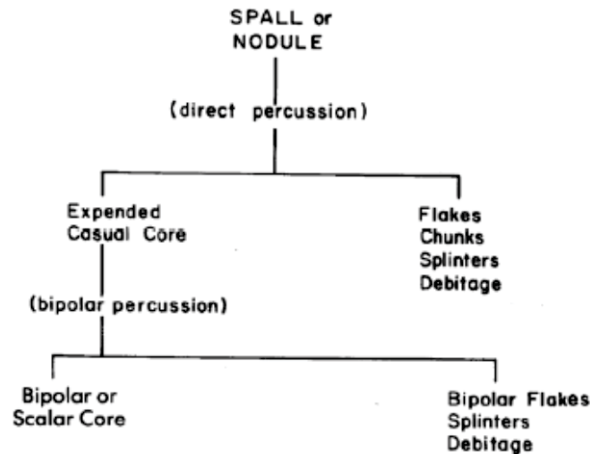 SPALL or
NODULE
(direct percussion)
Expended
Casual Core
Flakes
Chunks
Splinters
Debitage
(bipolar percussion)
Bipolar or
Scalar Core
Bipolar Flakes
Splinters
Debitage